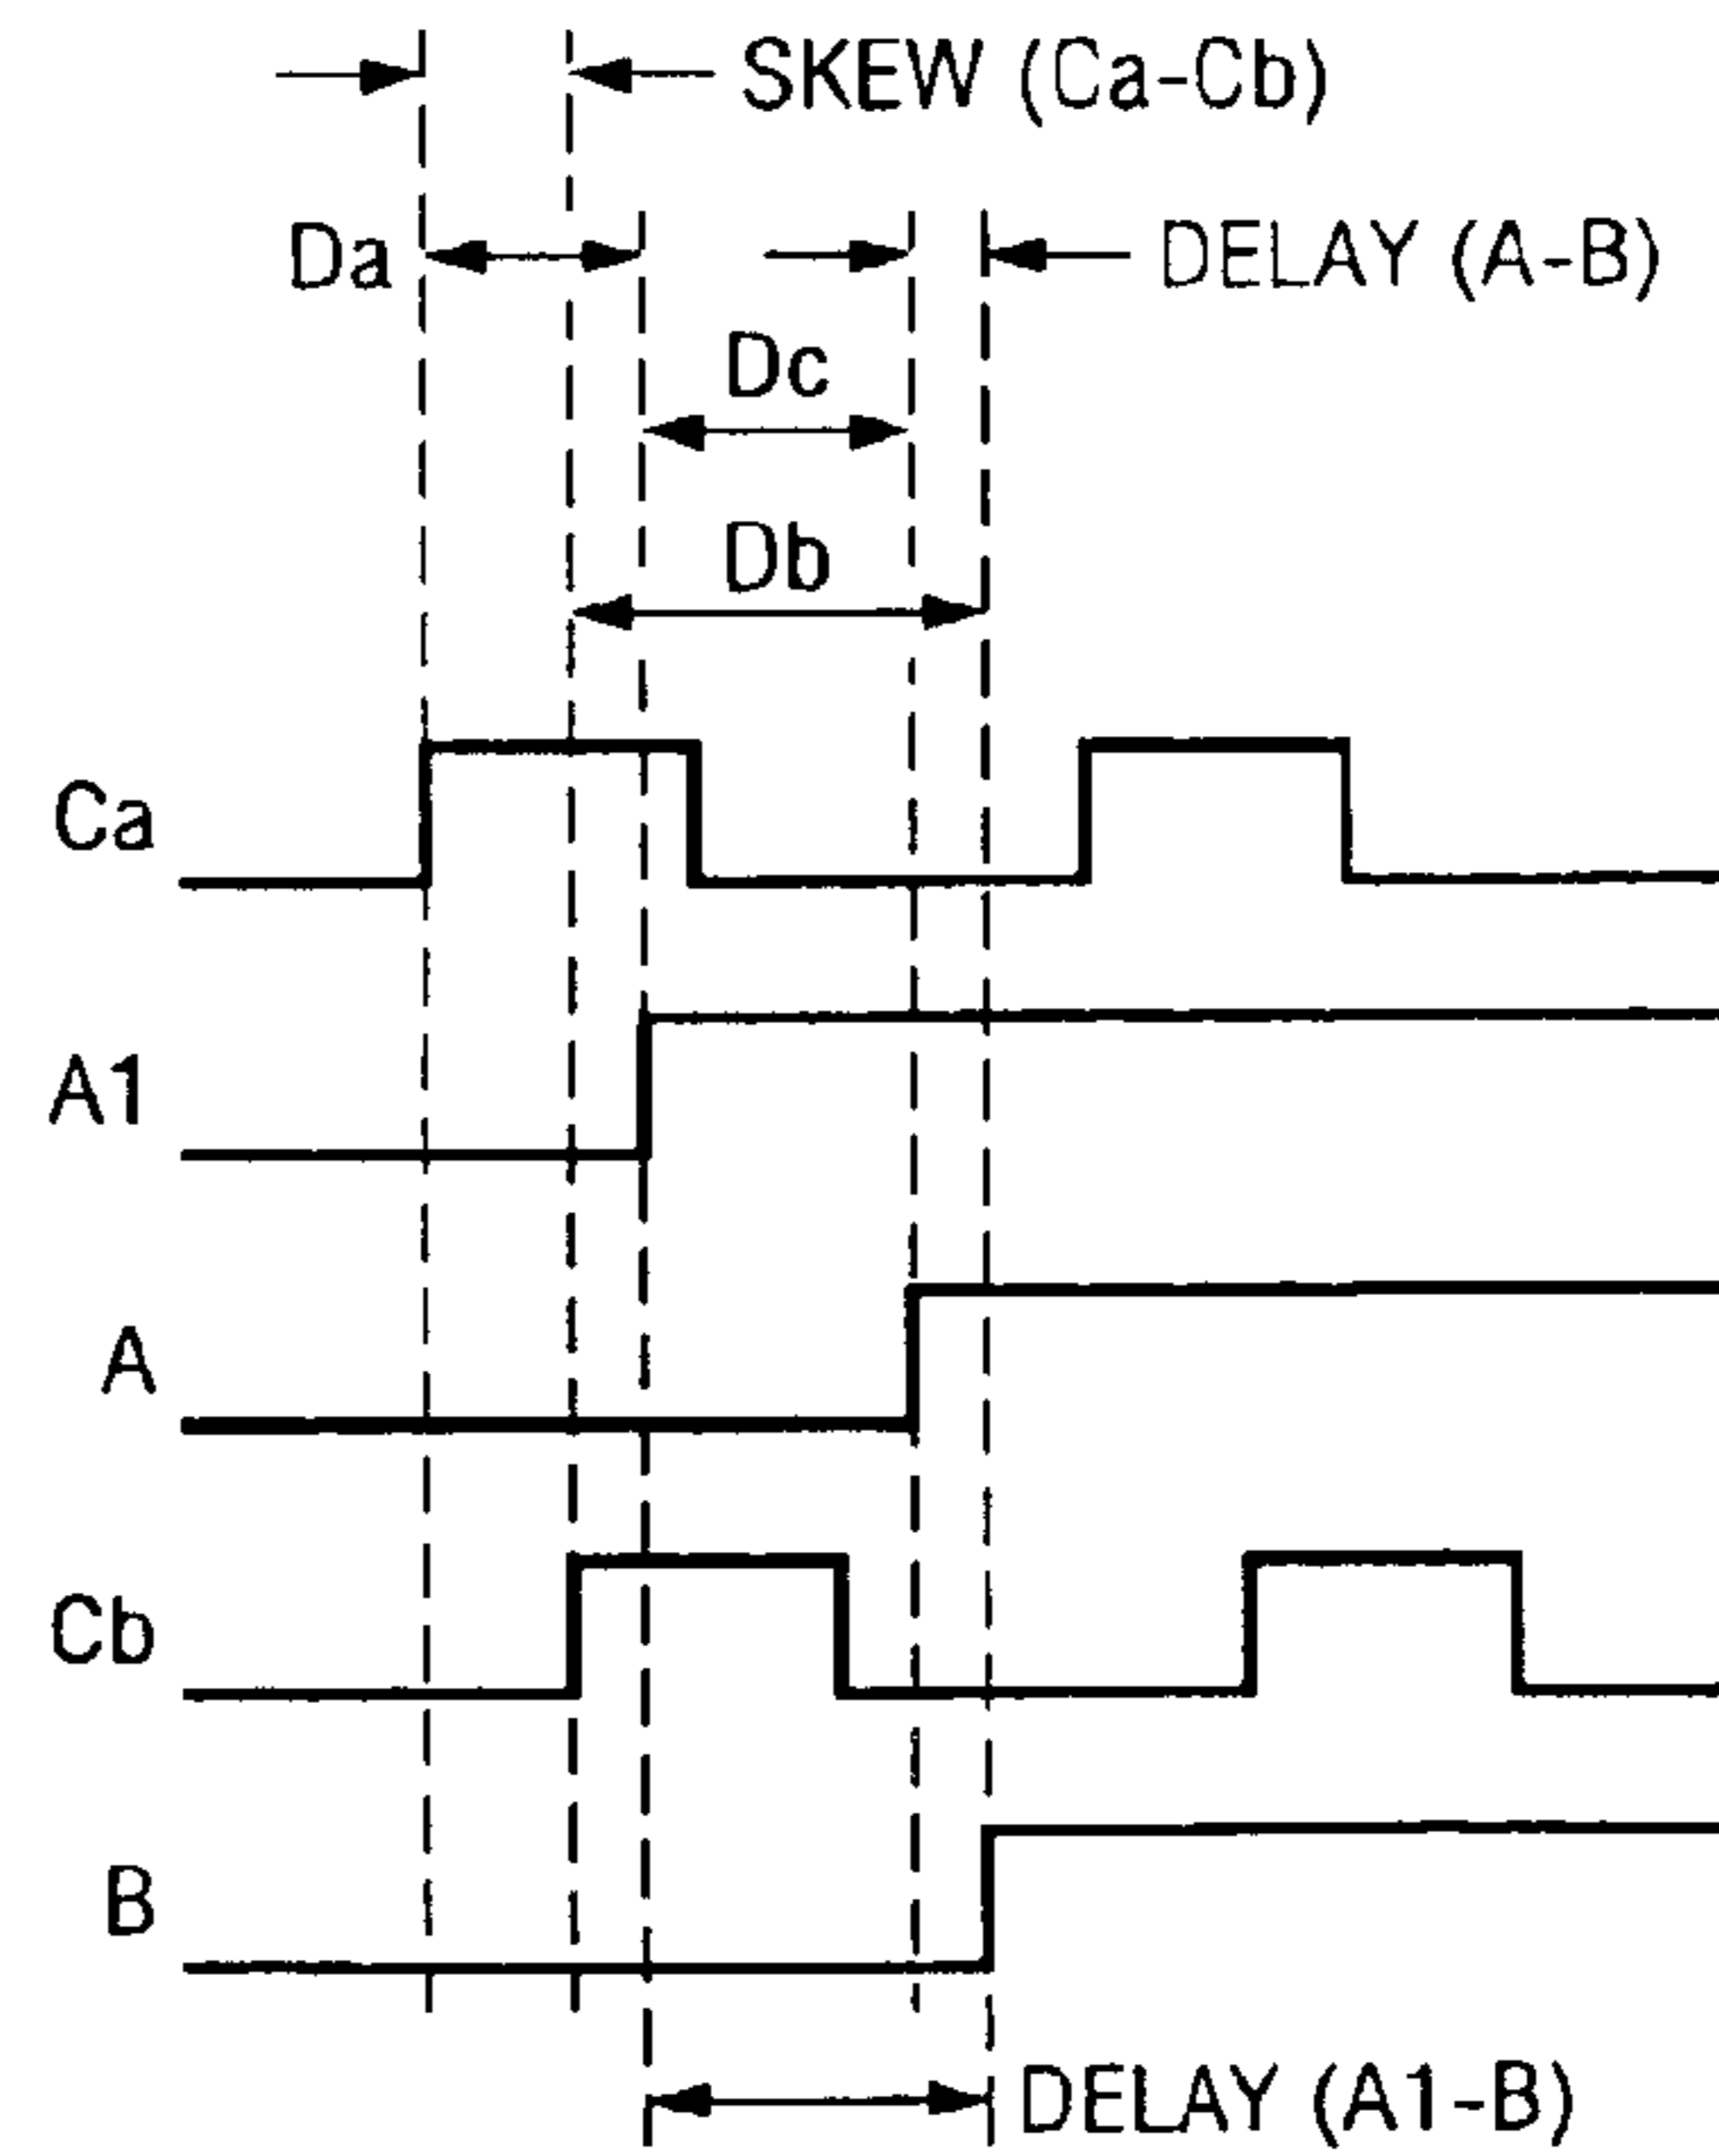 SKEW (Ca-Cb)
Da
DELAY (A-B)
Dc
Db
Ca
A1
A
Cb
B
DELAY (A1-B)